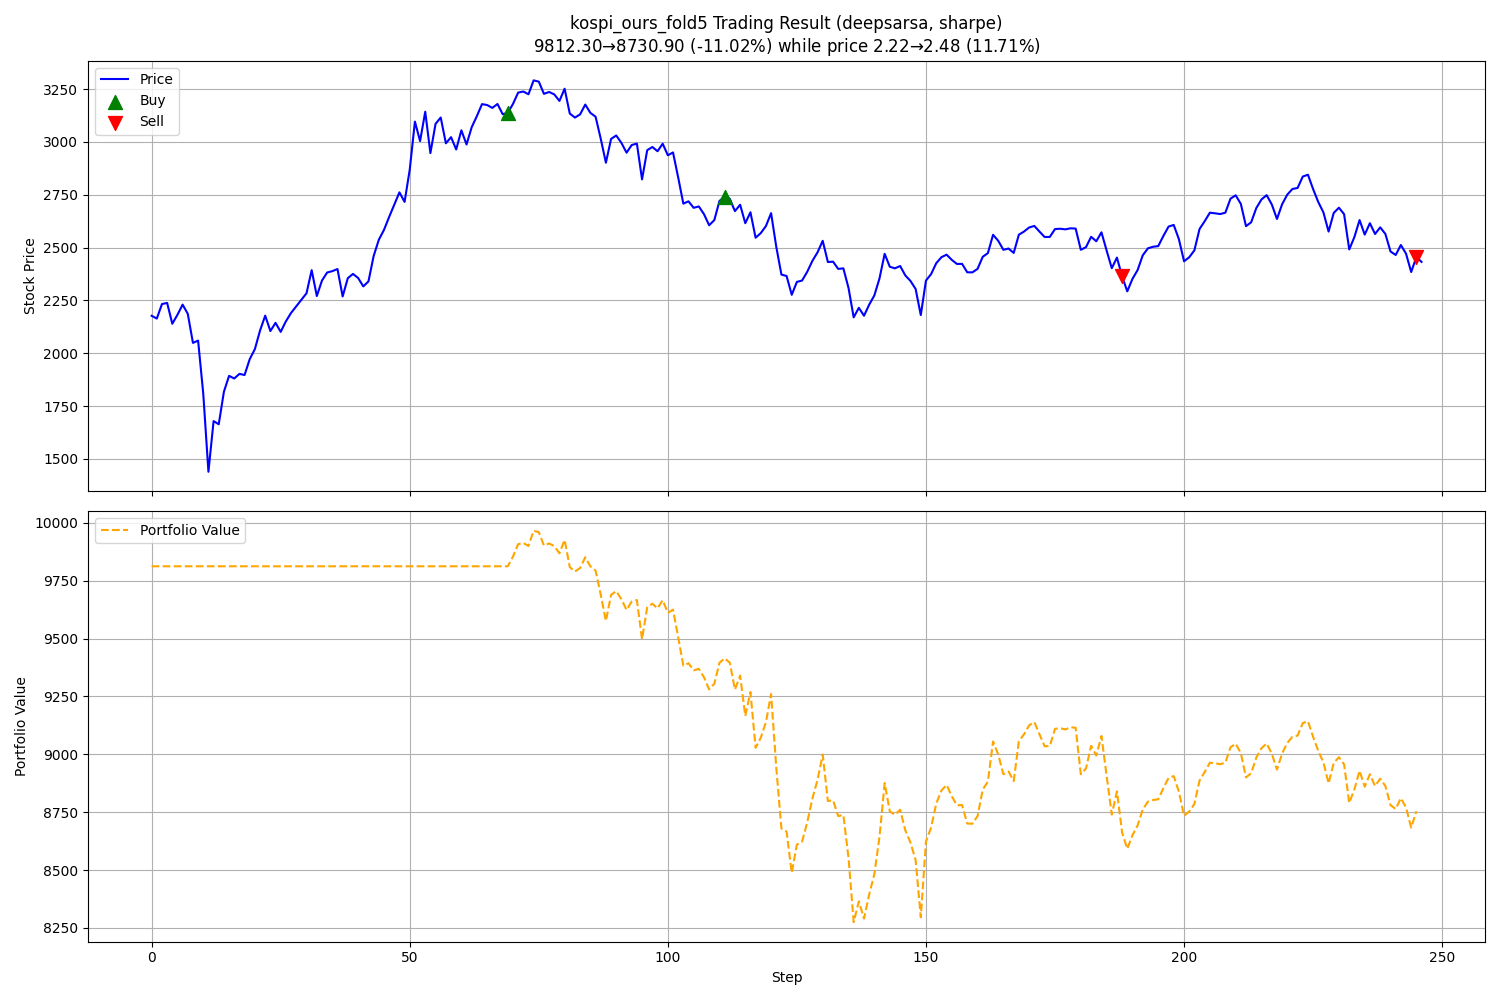 kospi_ours_fold5 Trading Result (deepsarsa, sharpe)
9812.30→8730.90 (-11.02%) while price 2.22→2.48 (11.71%)
Price
Buy
Sell
Stock Price
3250
3000
2750
2500
2250
2000
1750
1500
Portfolio Value
Portfolio Value
10000
9750
9500
9250
9000
8750
8500
8250
0
50
100
150
200
250
Step